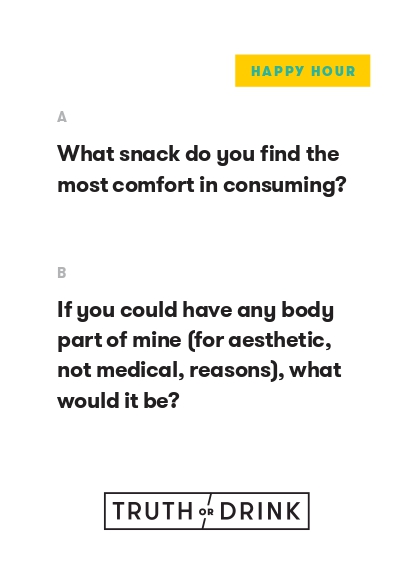 HAPPY HOUR
A
What snack do you find the
most comfort in consuming?
B
If you could have any body
part of mine (for aesthetic,
not medical, reasons), what
would it be?
TRUTH OR DRINK